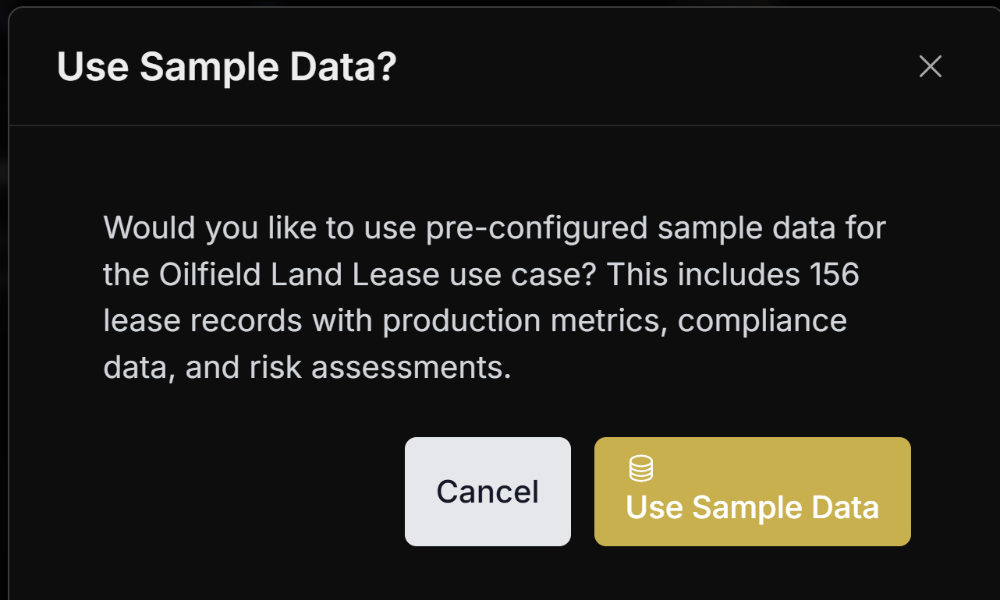 Use Sample Data?
Would you like to use pre-configured sample data for
the Oilfield Land Lease use case? This includes 156
lease records with production metrics, compliance
data, and risk assessments.
Cancel
Use Sample Data